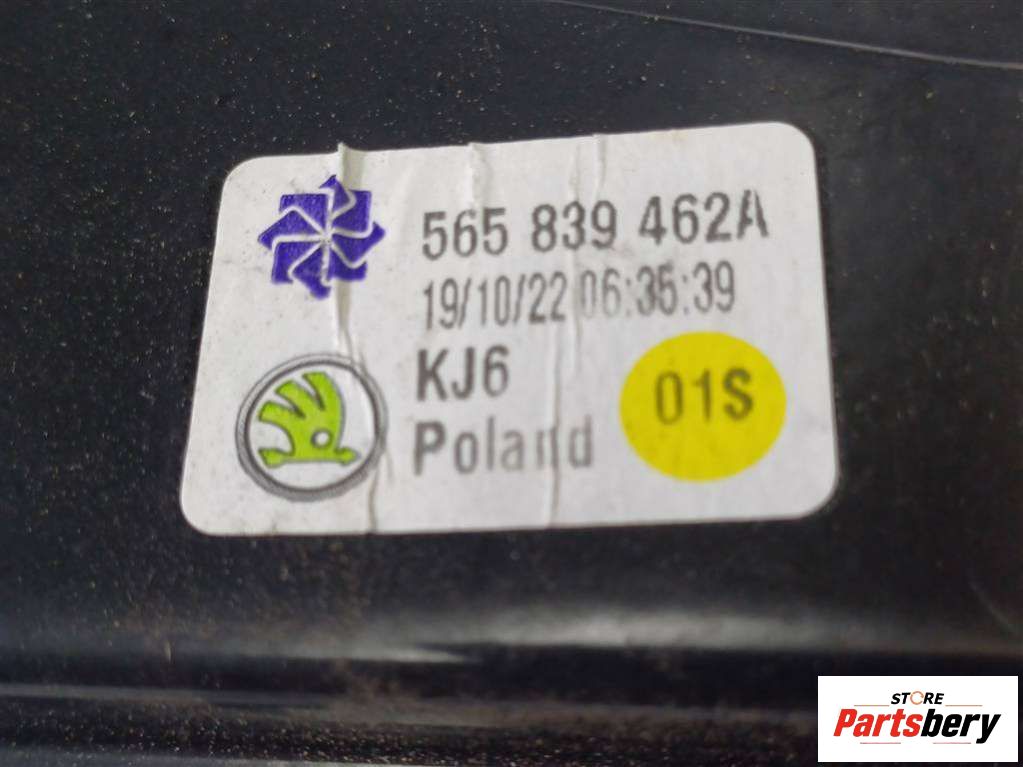 565 839 462A
19/10/22 06:35:39
KJ6
Poland
01S
STORE
Partsbery